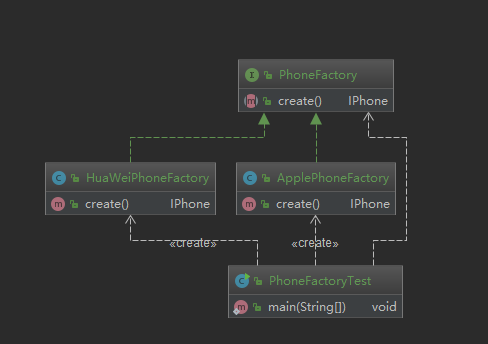 I PhoneFactory
m create() IPhone
C HuaWeiPhoneFactory
m create() IPhone
C ApplePhoneFactory
m create() IPhone
«create» «create»
C PhoneFactoryTest
m main(String[]) void